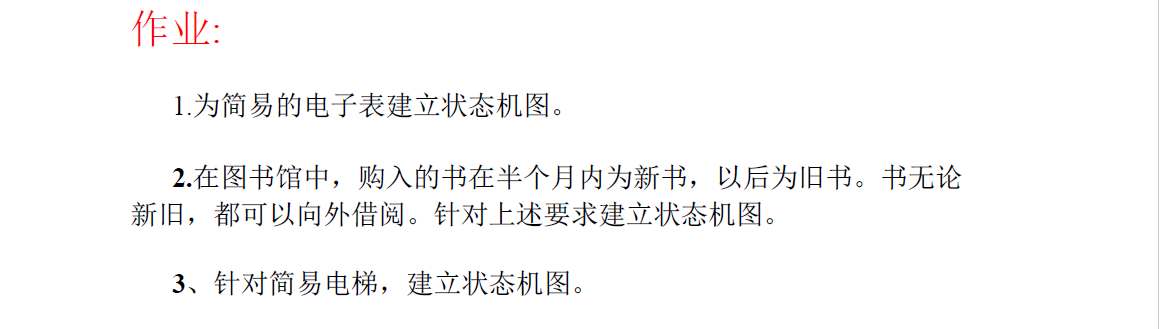 作业:
1.为简易的电子表建立状态机图。
2.在图书馆中，购入的书在半个月内为新书，以后为旧书。书无论
新旧，都可以向外借阅。针对上述要求建立状态机图。
3、针对简易电梯，建立状态机图。